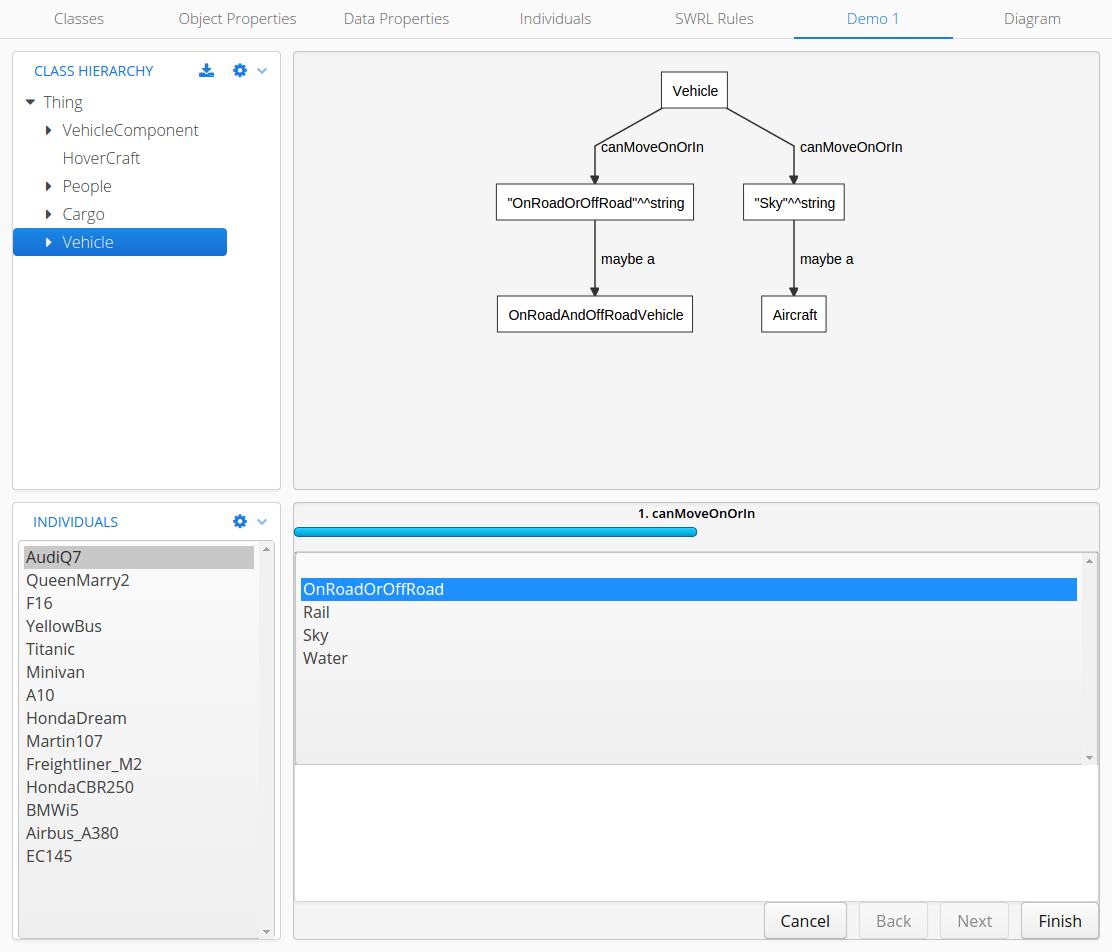 Classes Object Properties Data Properties Individuals SWRL Rules Demo 1 Diagram
CLASS HIERARCHY
Thing
VehicleComponent
HoverCraft
People
Cargo
Vehicle
Vehicle
canMoveOnOrIn canMoveOnOrIn
"OnRoadOrOffRoad"^^string "Sky"^^string
maybe a maybe a
OnRoadAndOffRoadVehicle Aircraft
INDIVIDUALS
AudiQ7
QueenMarry2
F16
YellowBus
Titanic
Minivan
A10
HondaDream
Martin107
Freightliner_M2
HondaCBR250
BMWi5
Airbus_A380
EC145
1. canMoveOnOrIn
OnRoadOrOffRoad
Rail
Sky
Water
Cancel Back Next Finish